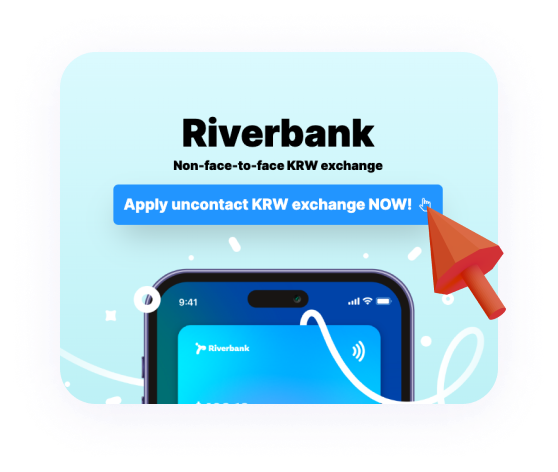 Riverbank
Non-face-to-face KRW exchange
Apply uncontact KRW exchange NOW!
9:41
Riverbank